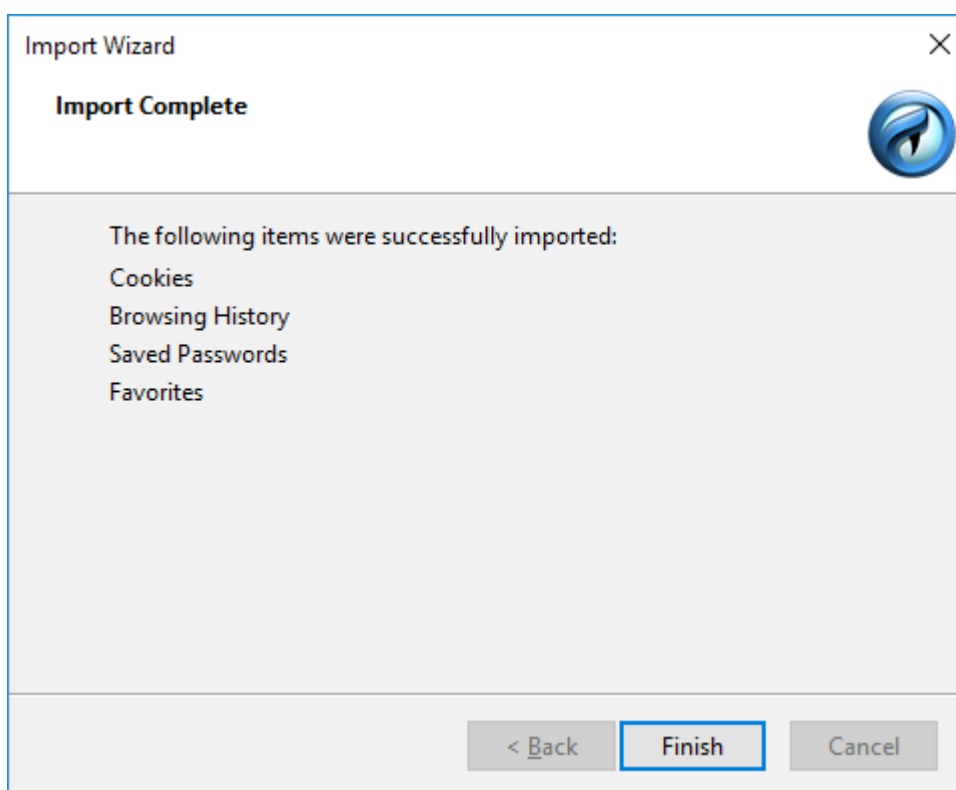 Import Wizard
Import Complete
The following items were successfully imported:
Cookies
Browsing History
Saved Passwords
Favorites
< Back
Finish
Cancel